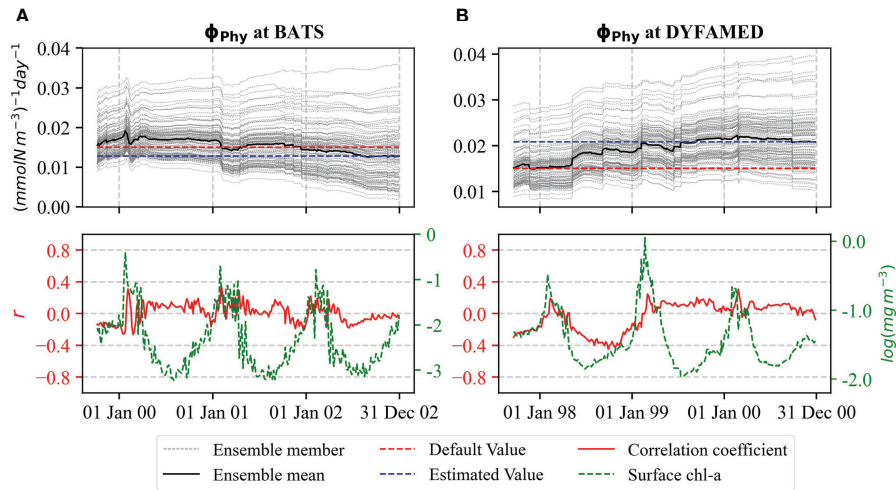 A
ϕPhy at BATS
B
ϕPhy at DYFAMED
(mmolN m⁻³)⁻¹day⁻¹
0.04
0.03
0.02
0.01
0.00
0.04
0.03
0.02
0.01
r
0.8
0.4
0.0
−0.4
−0.8
0
-1
-2
-3
0.8
0.4
0.0
−0.4
−0.8
0.0
-1.0
-2.0
log(mg m⁻³)
01 Jan 00 01 Jan 01 01 Jan 02 31 Dec 02
01 Jan 98 01 Jan 99 01 Jan 00 31 Dec 00
Ensemble member Default Value Correlation coefficient
Ensemble mean Estimated Value Surface chl-a